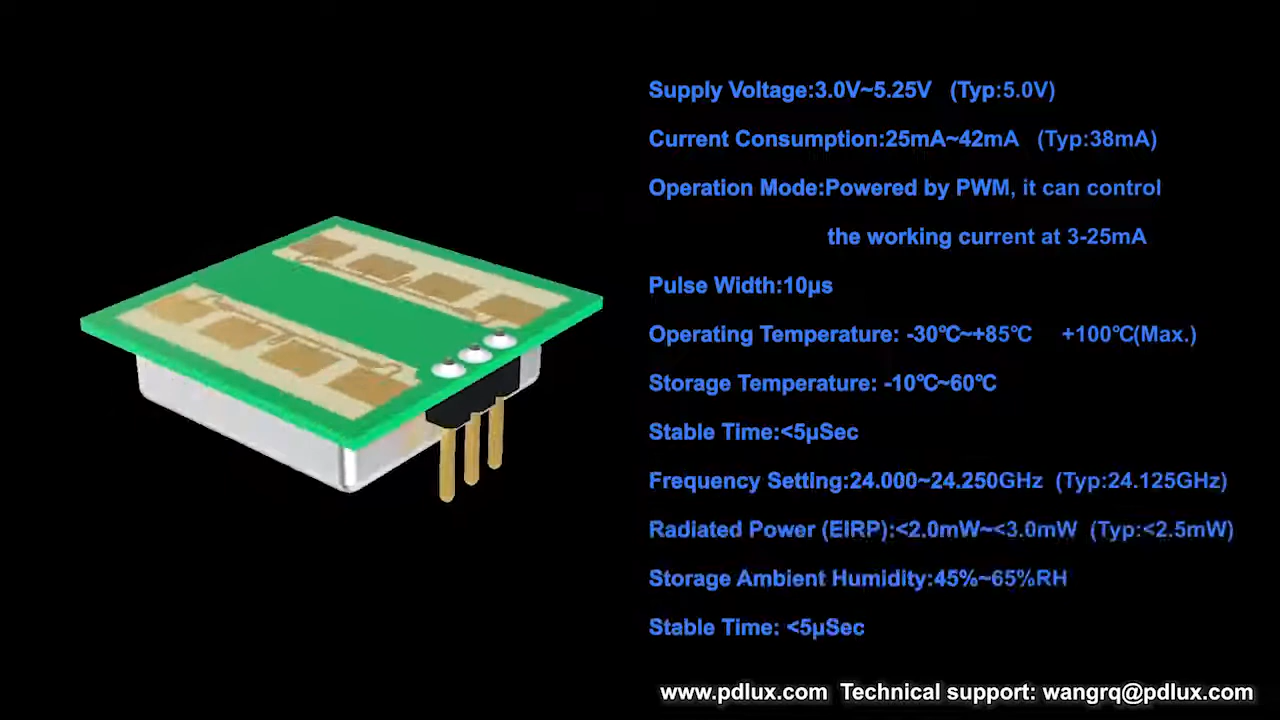 Supply Voltage:3.0V~5.25V (Typ:5.0V)
Current Consumption:25mA~42mA (Typ:38mA)
Operation Mode:Powered by PWM, it can control
the working current at 3-25mA
Pulse Width:10μs
Operating Temperature: -30℃~+85℃ +100℃(Max.)
Storage Temperature: -10℃~60℃
Stable Time:<5μSec
Frequency Setting:24.000~24.250GHz (Typ:24.125GHz)
Radiated Power (EIRP):<2.0mW~<3.0mW (Typ:<2.5mW)
Storage Ambient Humidity:45%~65%RH
Stable Time: <5μSec
www.pdlux.com Technical support: wangrq@pdlux.com